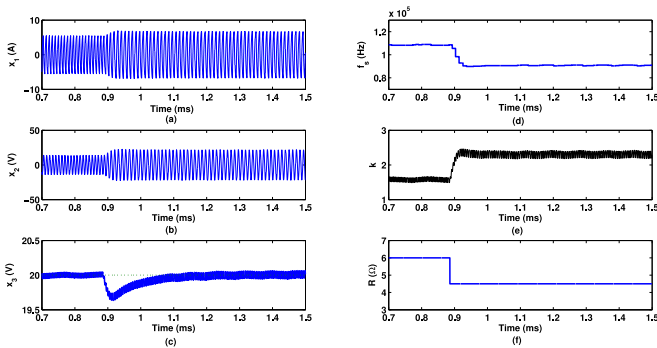 10
0
−10
x1 (A)
0.7 0.8 0.9 1 1.1 1.2 1.3 1.4 1.5
Time (ms)
(a)
50
0
−50
x2 (V)
0.7 0.8 0.9 1 1.1 1.2 1.3 1.4 1.5
Time (ms)
(b)
20.5
20
19.5
x3 (V)
0.7 0.8 0.9 1 1.1 1.2 1.3 1.4 1.5
Time (ms)
(c)
x 10^5
1.2
1
0.8
fs (Hz)
0.7 0.8 0.9 1 1.1 1.2 1.3 1.4 1.5
Time (ms)
(d)
3
2
1
k
0.7 0.8 0.9 1 1.1 1.2 1.3 1.4 1.5
Time (ms)
(e)
7
6
5
4
3
R (Ω)
0.7 0.8 0.9 1 1.1 1.2 1.3 1.4 1.5
Time (ms)
(f)